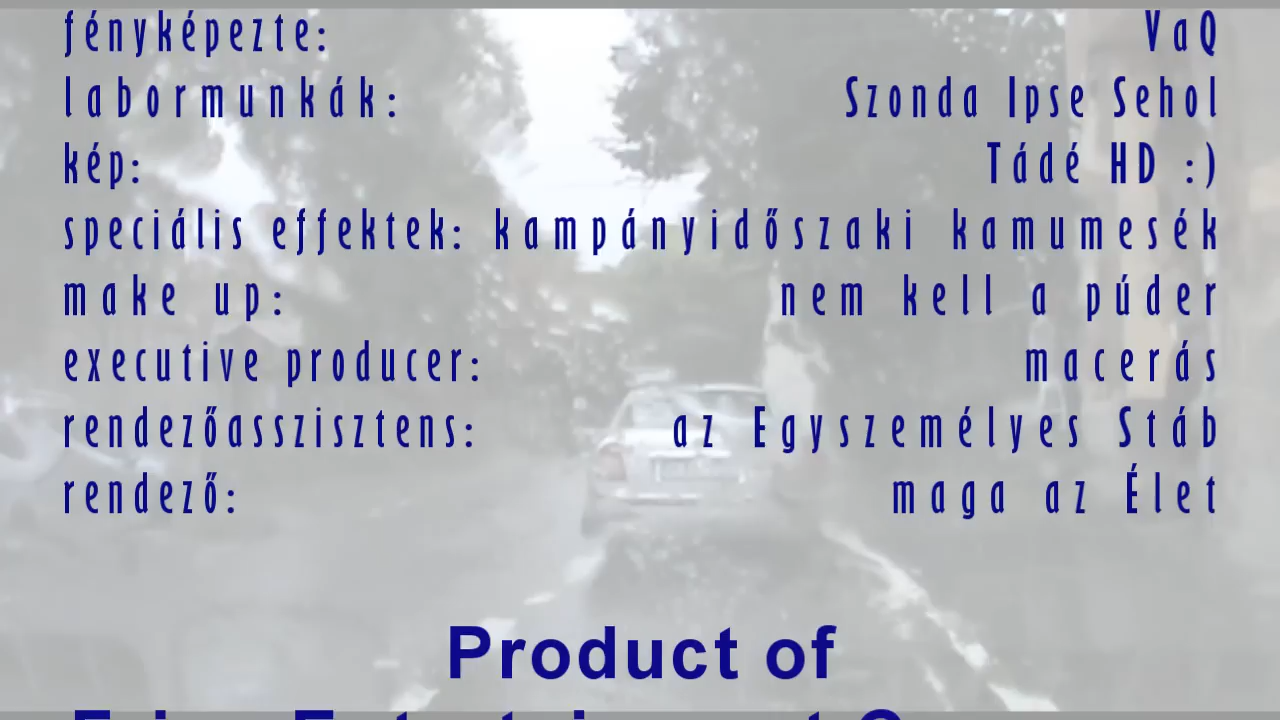 fényképezte: VaQ
labormunkák: Szonda Ipse Sehol
kép: Tádé HD :)
speciális effektek: kampányidőszaki kamumesék
make up: nem kell a púder
executive producer: macerás
rendezőasszisztens: az Egyszemélyes Stáb
rendező: maga az Élet
Product of